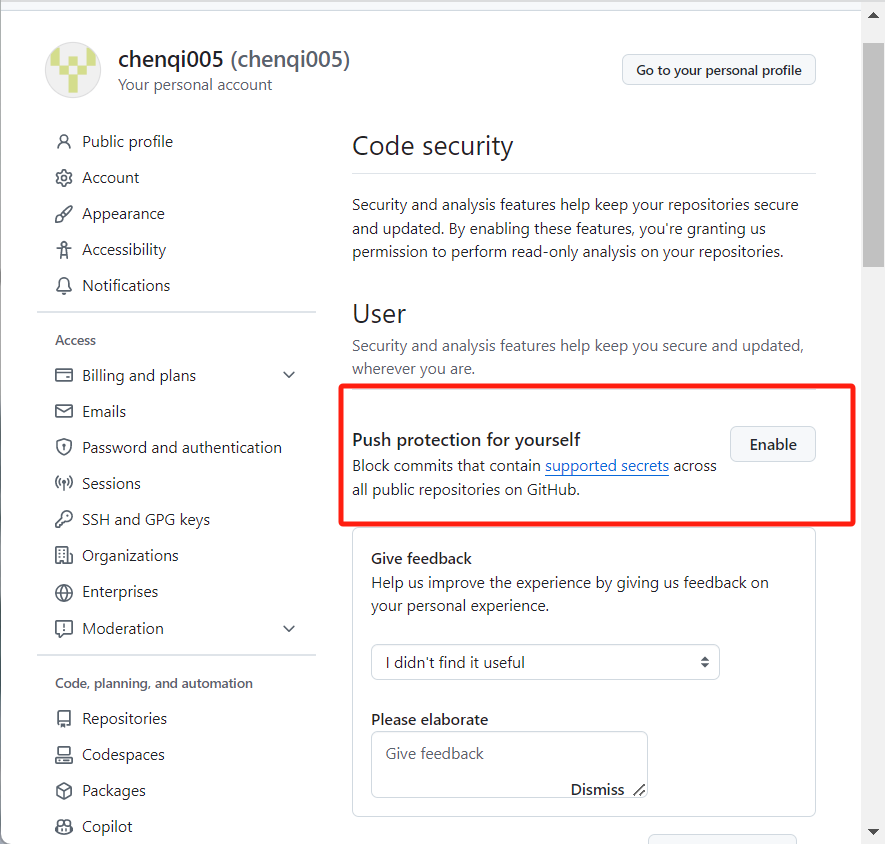 chenqi005 (chenqi005)
Your personal account
Go to your personal profile
Public profile
Account
Appearance
Accessibility
Notifications
Access
Billing and plans
Emails
Password and authentication
Sessions
SSH and GPG keys
Organizations
Enterprises
Moderation
Code, planning, and automation
Repositories
Codespaces
Packages
Copilot
Code security
Security and analysis features help keep your repositories secure
and updated. By enabling these features, you're granting us
permission to perform read-only analysis on your repositories.
User
Security and analysis features help keep you secure and updated,
wherever you are.
Push protection for yourself
Block commits that contain supported secrets across
all public repositories on GitHub.
Enable
Give feedback
Help us improve the experience by giving us feedback on
your personal experience.
I didn't find it useful
Please elaborate
Give feedback
Dismiss